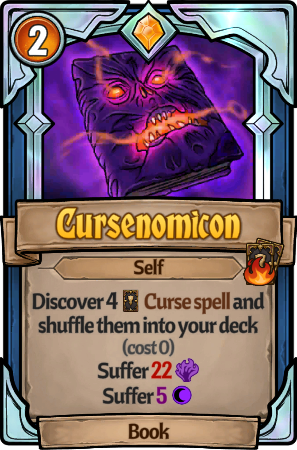 2
Cursenomicon
Self
Discover 4 Curse spell and
shuffle them into your deck
(cost 0)
Suffer 22
Suffer 5
Book